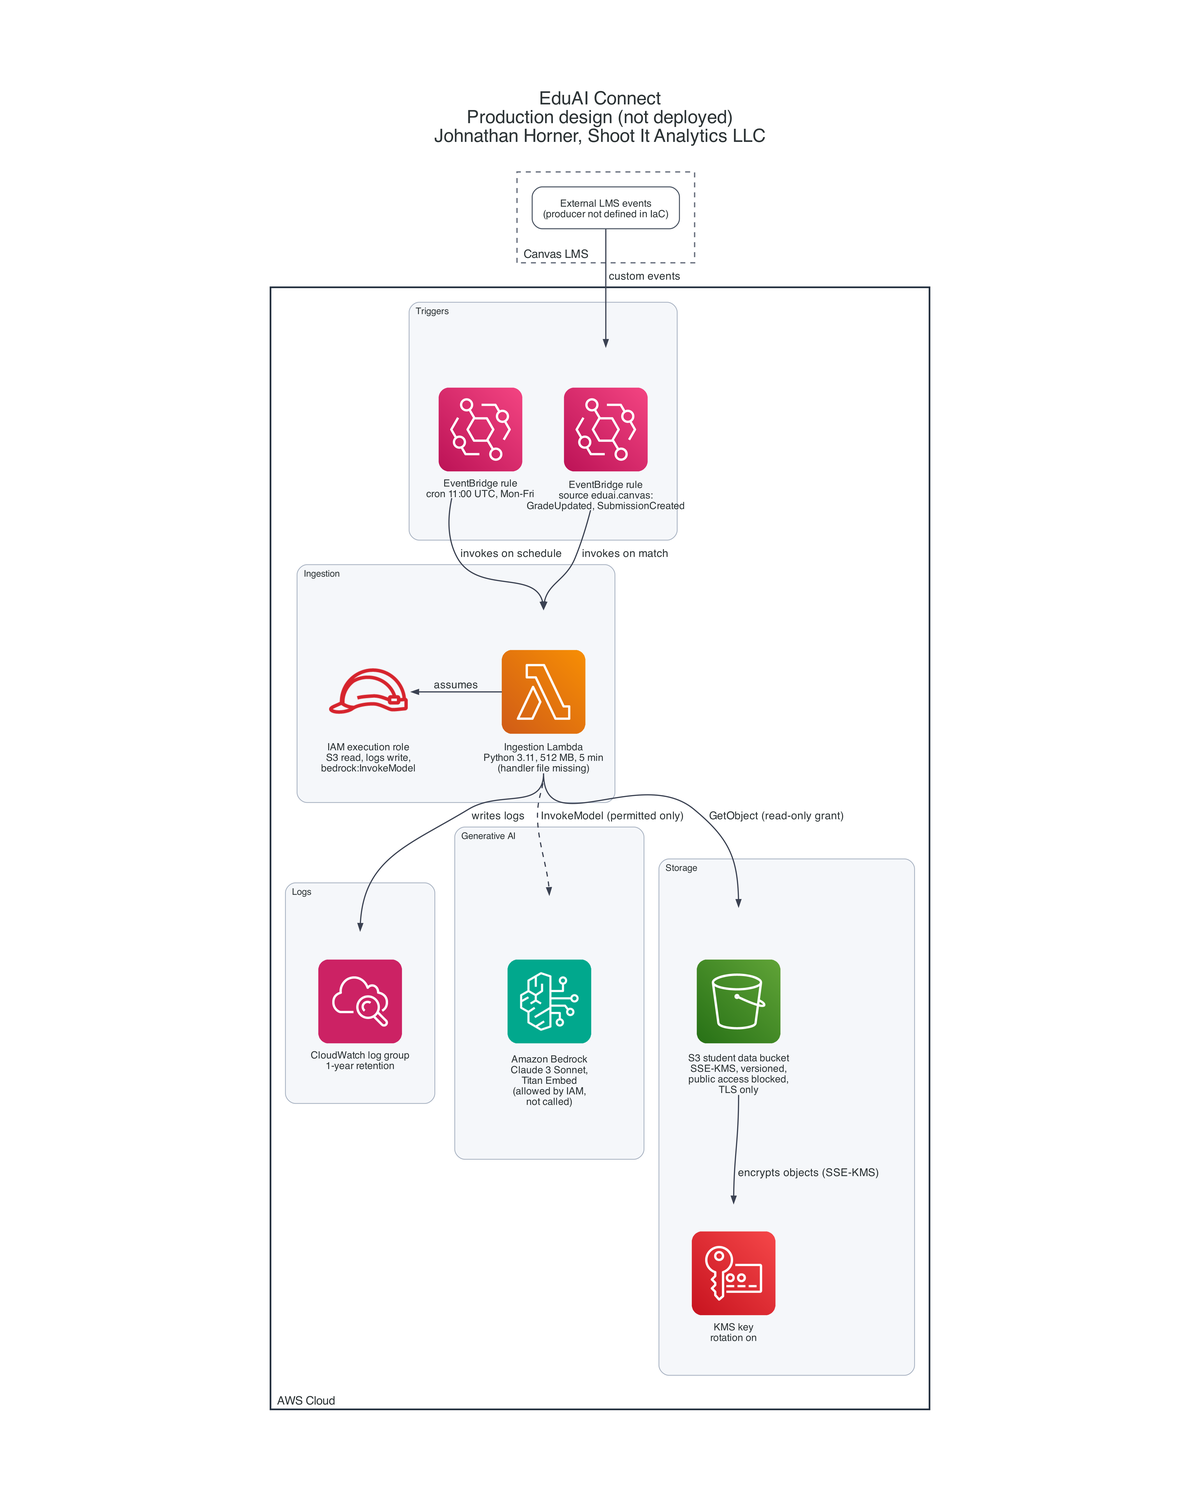 EduAI Connect
Production design (not deployed)
Johnathan Horner, Shoot It Analytics LLC
External LMS events
(producer not defined in IaC)
Canvas LMS
custom events
Triggers
EventBridge rule
cron 11:00 UTC, Mon-Fri
EventBridge rule
source eduai.canvas:
GradeUpdated, SubmissionCreated
invokes on schedule
invokes on match
Ingestion
assumes
IAM execution role
S3 read, logs write,
bedrock:InvokeModel
Ingestion Lambda
Python 3.11, 512 MB, 5 min
(handler file missing)
writes logs
InvokeModel (permitted only)
GetObject (read-only grant)
Generative AI
Storage
Logs
CloudWatch log group
1-year retention
Amazon Bedrock
Claude 3 Sonnet,
Titan Embed
(allowed by IAM,
not called)
S3 student data bucket
SSE-KMS, versioned,
public access blocked,
TLS only
encrypts objects (SSE-KMS)
KMS key
rotation on
AWS Cloud